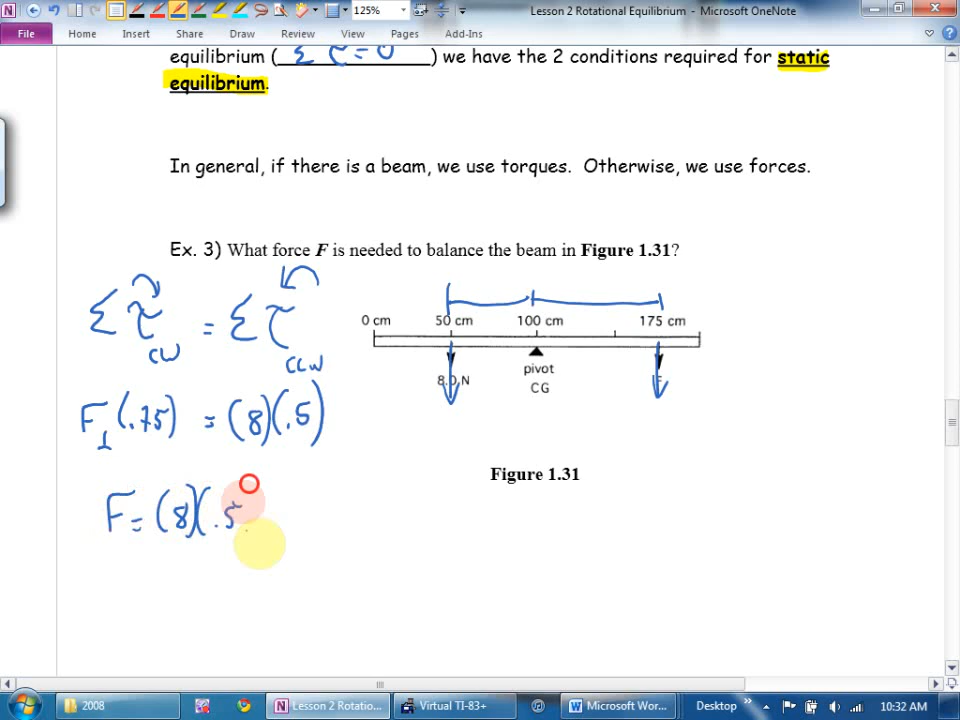 125%
Lesson 2 Rotational Equilibrium - Microsoft OneNote
File Home Insert Share Draw Review View Pages Add-Ins
equilibrium (Σ τ = 0) we have the 2 conditions required for static
equilibrium.
In general, if there is a beam, we use torques. Otherwise, we use forces.
Ex. 3) What force F is needed to balance the beam in Figure 1.31?
Σ τ CW = Σ τ CCW
0 cm 50 cm 100 cm 175 cm
8.0 N pivot F
CG
F⊥ (.75) = (8)(.5)
Figure 1.31
F = (8)(.5
2008 Lesson 2 Rotatio... Virtual TI-83+ Microsoft Wor... Desktop 10:32 AM